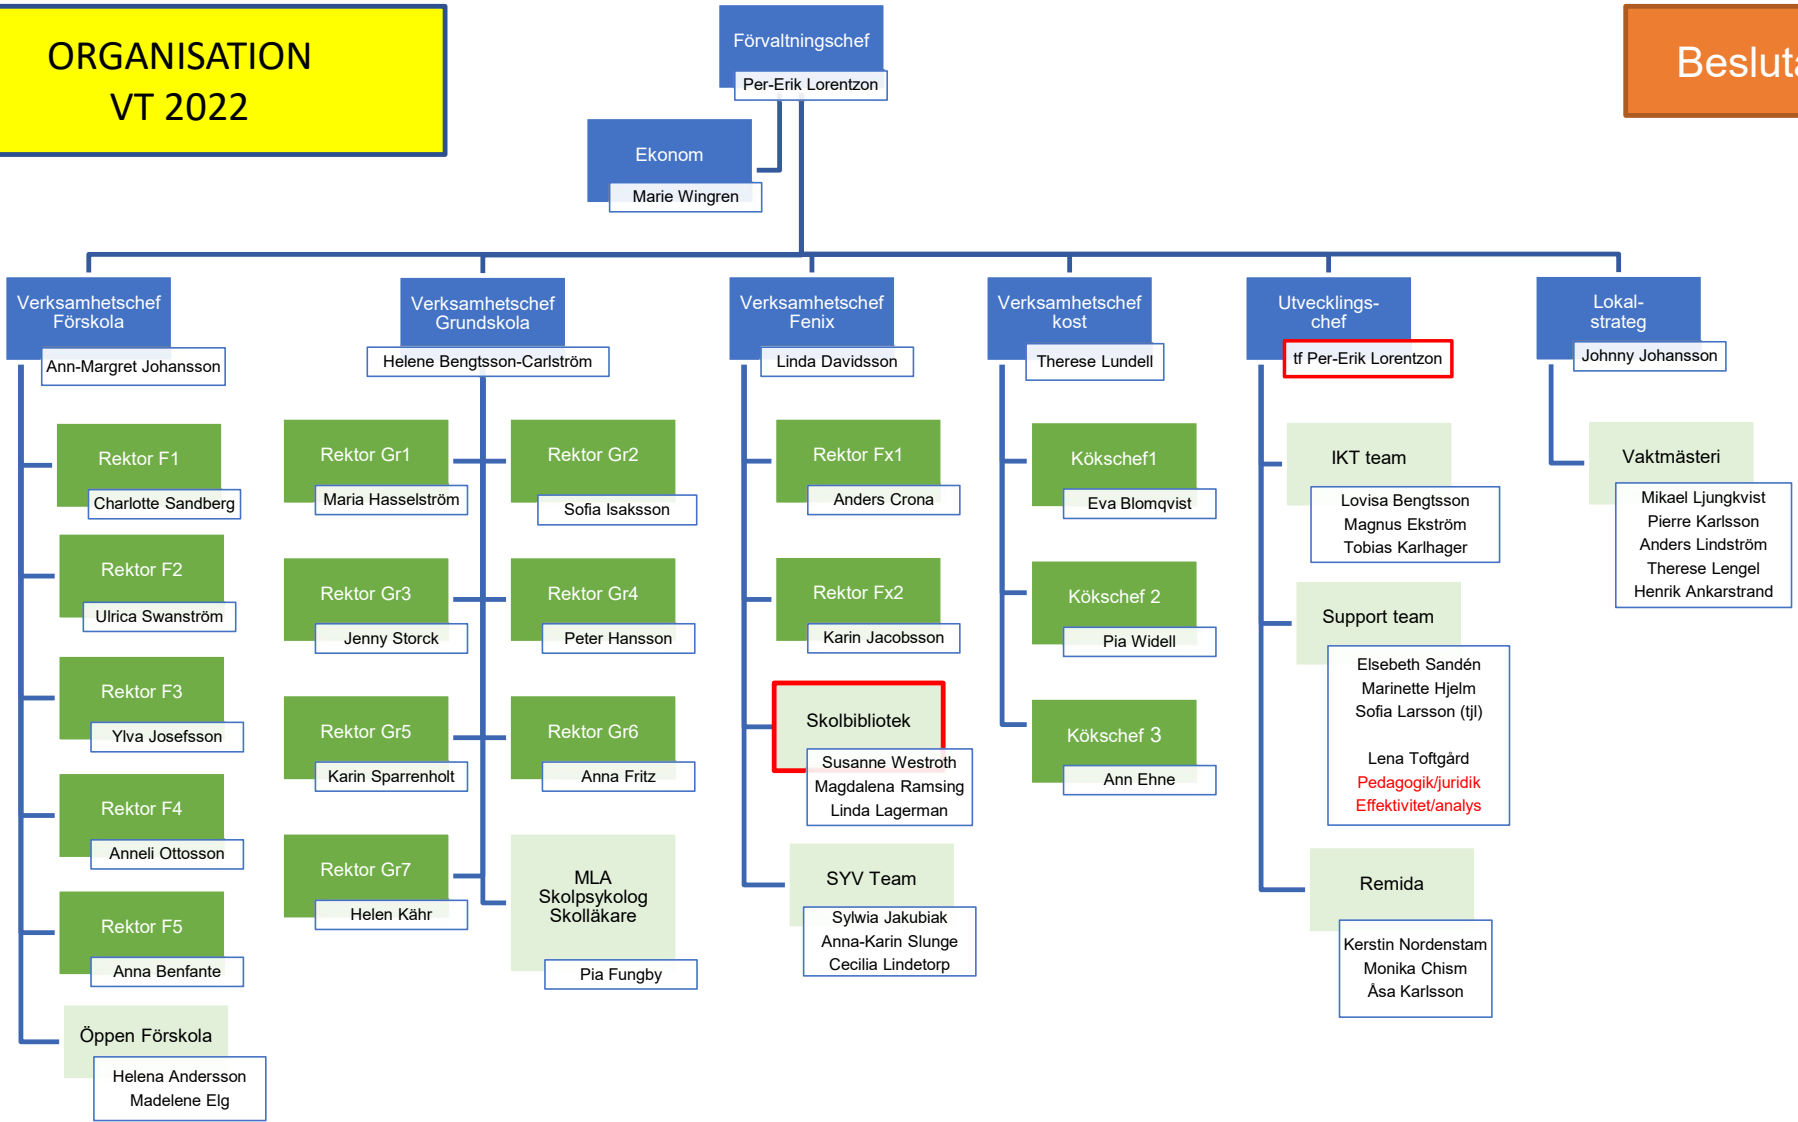 ORGANISATION
VT 2022
Förvaltningschef
Per-Erik Lorentzon
Besluta
Ekonom
Marie Wingren
Verksamhetschef
Förskola
Ann-Margret Johansson
Rektor F1
Charlotte Sandberg
Rektor F2
Ulrica Swanström
Rektor F3
Ylva Josefsson
Rektor F4
Anneli Ottosson
Rektor F5
Anna Benfante
Öppen Förskola
Helena Andersson
Madelene Elg
Verksamhetschef
Grundskola
Helene Bengtsson-Carlström
Rektor Gr1
Maria Hasselström
Rektor Gr2
Sofia Isaksson
Rektor Gr3
Jenny Storck
Rektor Gr4
Peter Hansson
Rektor Gr5
Karin Sparrenholt
Rektor Gr6
Anna Fritz
Rektor Gr7
Helen Kähr
MLA
Skolpsykolog
Skolläkare
Pia Fungby
Verksamhetschef
Fenix
Linda Davidsson
Rektor Fx1
Anders Crona
Rektor Fx2
Karin Jacobsson
Skolbibliotek
Susanne Westroth
Magdalena Ramsing
Linda Lagerman
SYV Team
Sylwia Jakubiak
Anna-Karin Slunge
Cecilia Lindetorp
Verksamhetschef
kost
Therese Lundell
Kökschef1
Eva Blomqvist
Kökschef 2
Pia Widell
Kökschef 3
Ann Ehne
Utvecklings-
chef
tf Per-Erik Lorentzon
IKT team
Lovisa Bengtsson
Magnus Ekström
Tobias Karlhager
Support team
Elsebeth Sandén
Marinette Hjelm
Sofia Larsson (tjl)
Lena Toftgård
Pedagogik/juridik
Effektivitet/analys
Remida
Kerstin Nordenstam
Monika Chism
Åsa Karlsson
Lokal-
strateg
Johnny Johansson
Vaktmästeri
Mikael Ljungkvist
Pierre Karlsson
Anders Lindström
Therese Lengel
Henrik Ankarstrand